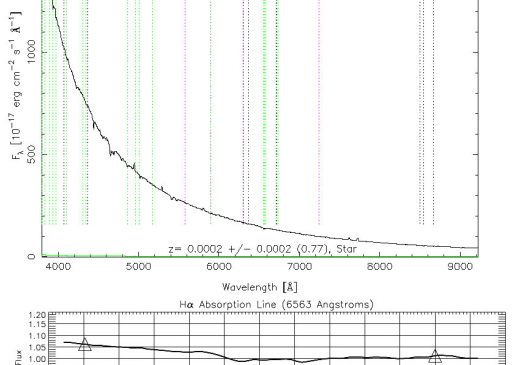 1000
500
0
F_λ [10^-17 erg cm^-2 s^-1 Å^-1]
z= 0.0002 +/- 0.0002 (0.77), Star
4000 5000 6000 7000 8000 9000
Wavelength [Å]
Hα Absorption Line (6563 Angstroms)
1.20
1.15
1.10
1.05
1.00
Flux